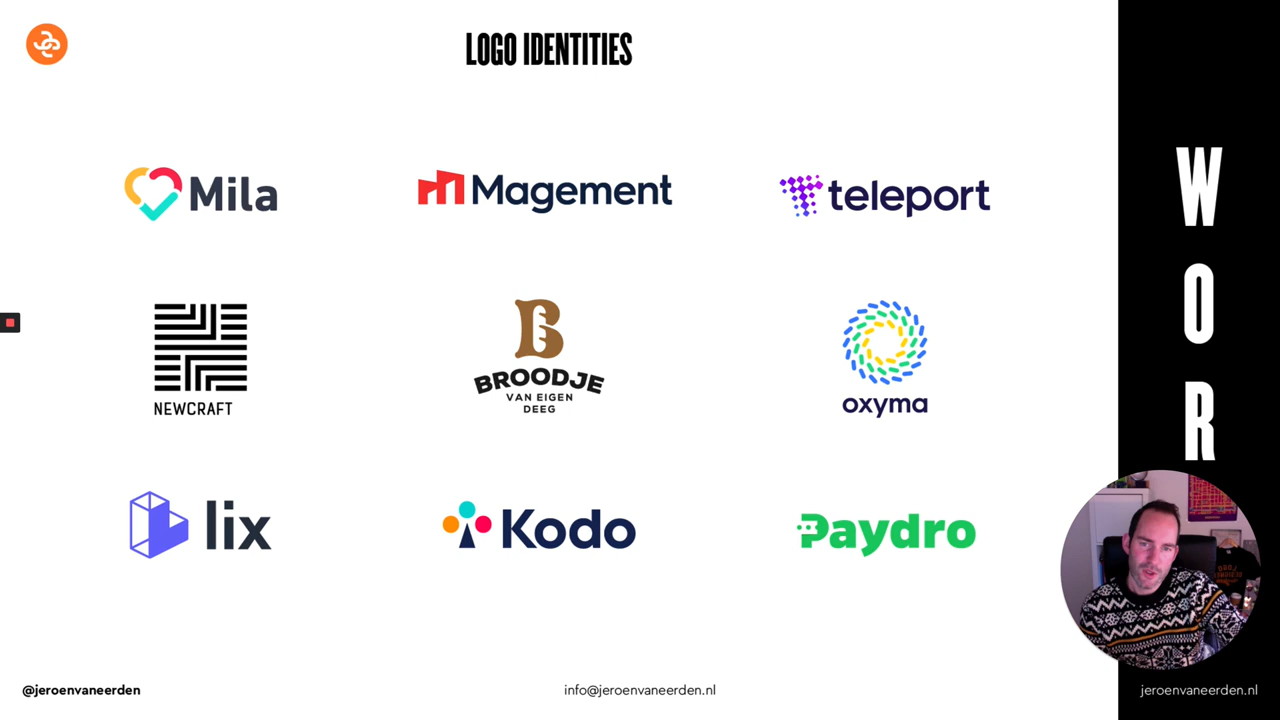 LOGO IDENTITIES
Mila
Magement
teleport
NEWCRAFT
BROODJE
VAN EIGEN
DEEG
oxyma
lix
Kodo
Paydro
W
O
R
@jeroenvaneerden
info@jeroenvaneerden.nl
jeroenvaneerden.nl